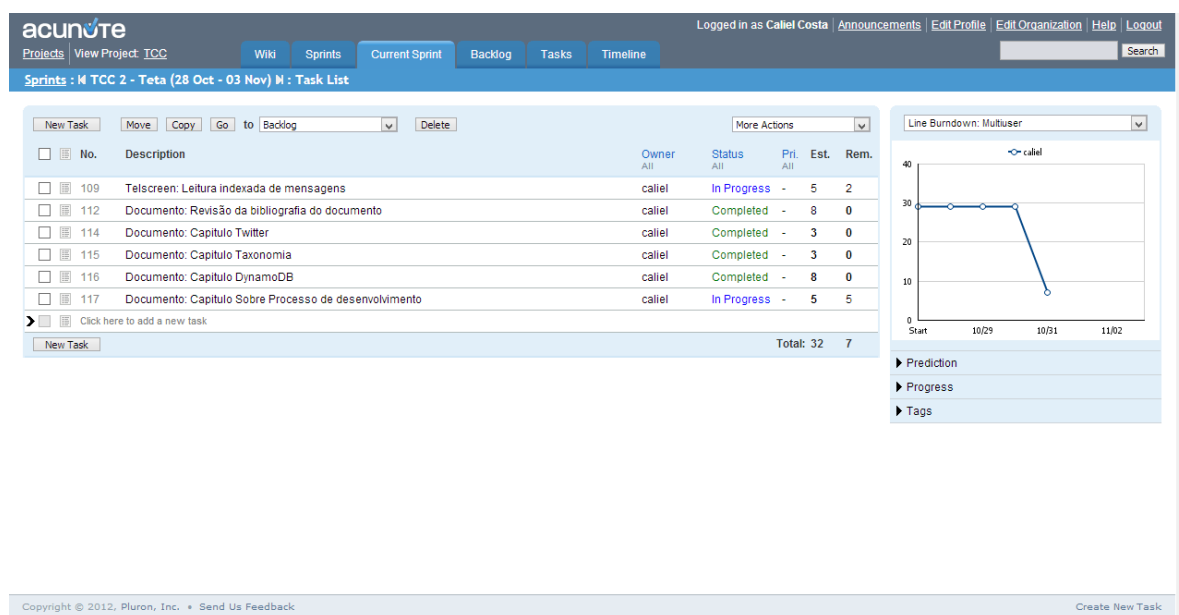 acunote
Logged in as Caliel Costa Announcements Edit Profile Edit Organization Help Logout
Projects View Project: TCC
Wiki Sprints Current Sprint Backlog Tasks Timeline
Search
Sprints : TCC 2 - Teta (28 Oct - 03 Nov) : Task List
New Task Move Copy Go to Backlog Delete More Actions
No. Description Owner Status Pri. Est. Rem.
All All All
109 Telscreen: Leitura indexada de mensagens caliel In Progress - 5 2
112 Documento: Revisão da bibliografia do documento caliel Completed - 8 0
114 Documento: Capitulo Twitter caliel Completed - 3 0
115 Documento: Capitulo Taxonomia caliel Completed - 3 0
116 Documento: Capitulo DynamoDB caliel Completed - 8 0
117 Documento: Capitulo Sobre Processo de desenvolvimento caliel In Progress - 5 5
Click here to add a new task
New Task Total: 32 7
Line Burndown: Multiuser
caliel
40
30
20
10
0
Start 10/29 10/31 11/02
Prediction
Progress
Tags
Copyright © 2012, Pluron, Inc. • Send Us Feedback Create New Task